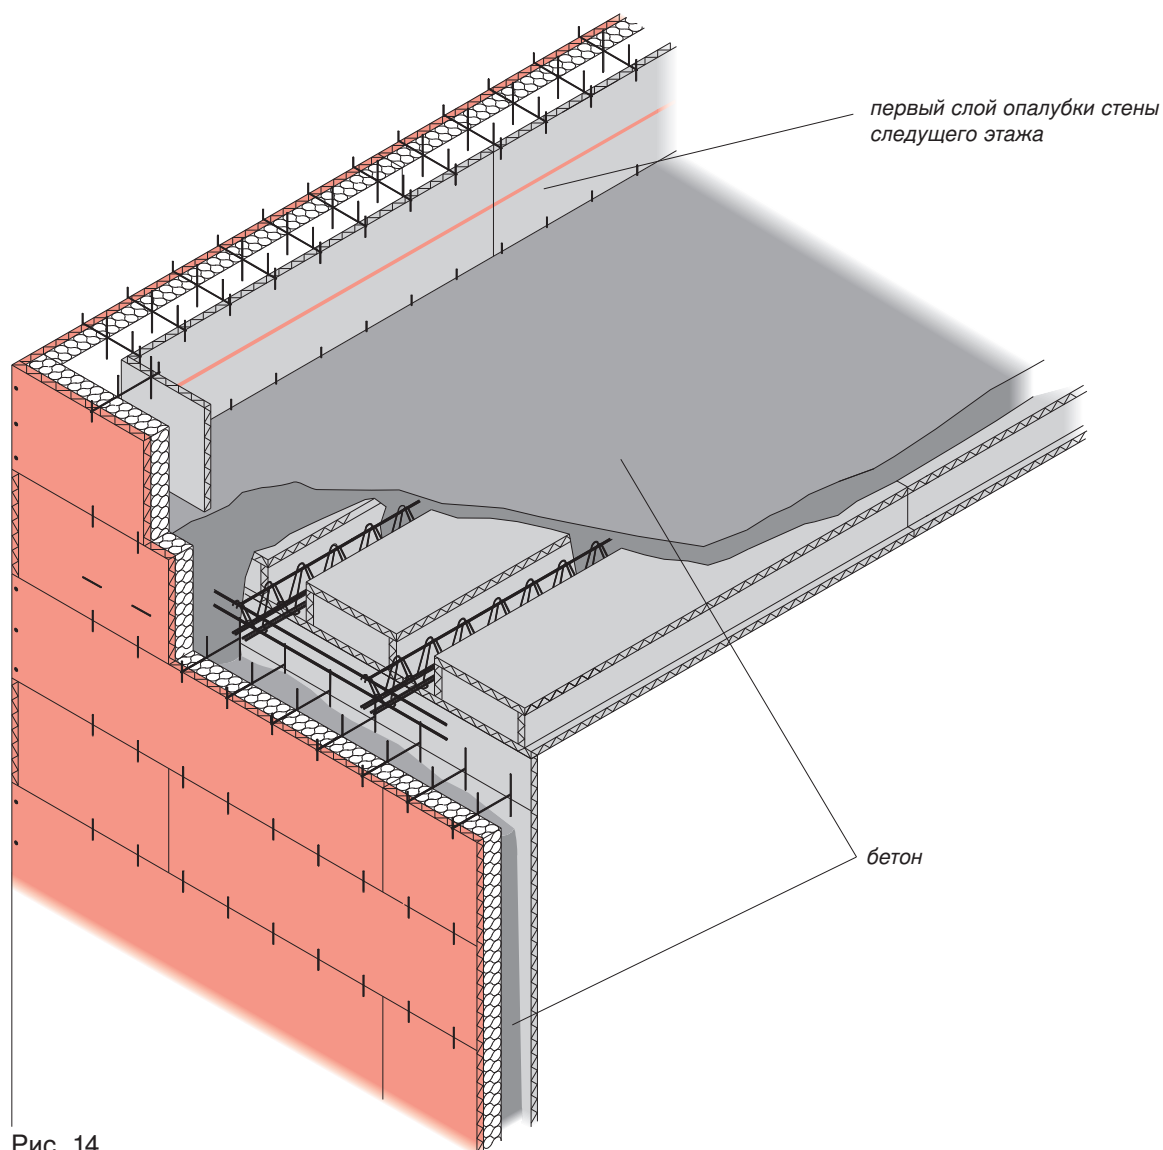 первый слой опалубки стены
следущего этажа
бетон
Рис. 14